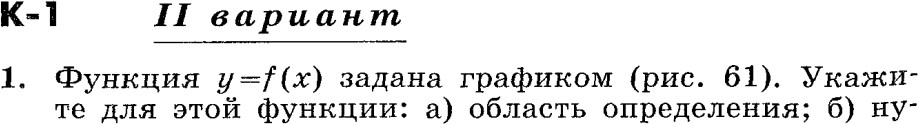 К-1 II вариант
1. Функция y=f(x) задана графиком (рис. 61). Укажи-
те для этой функции: а) область определения; б) ну-